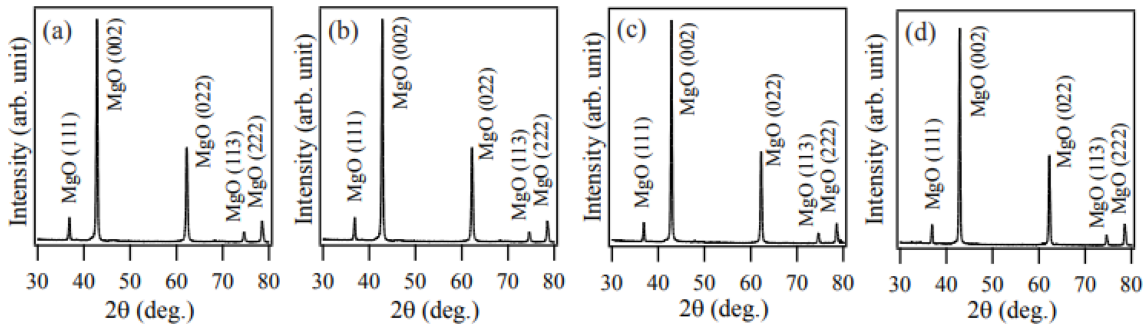 (a)
Intensity (arb. unit)
MgO (111)
MgO (002)
MgO (022)
MgO (113)
MgO (222)
30 40 50 60 70 80
2θ (deg.)
(b)
Intensity (arb. unit)
MgO (111)
MgO (002)
MgO (022)
MgO (113)
MgO (222)
30 40 50 60 70 80
2θ (deg.)
(c)
Intensity (arb. unit)
MgO (111)
MgO (002)
MgO (022)
MgO (113)
MgO (222)
30 40 50 60 70 80
2θ (deg.)
(d)
Intensity (arb. unit)
MgO (111)
MgO (002)
MgO (022)
MgO (113)
MgO (222)
30 40 50 60 70 80
2θ (deg.)